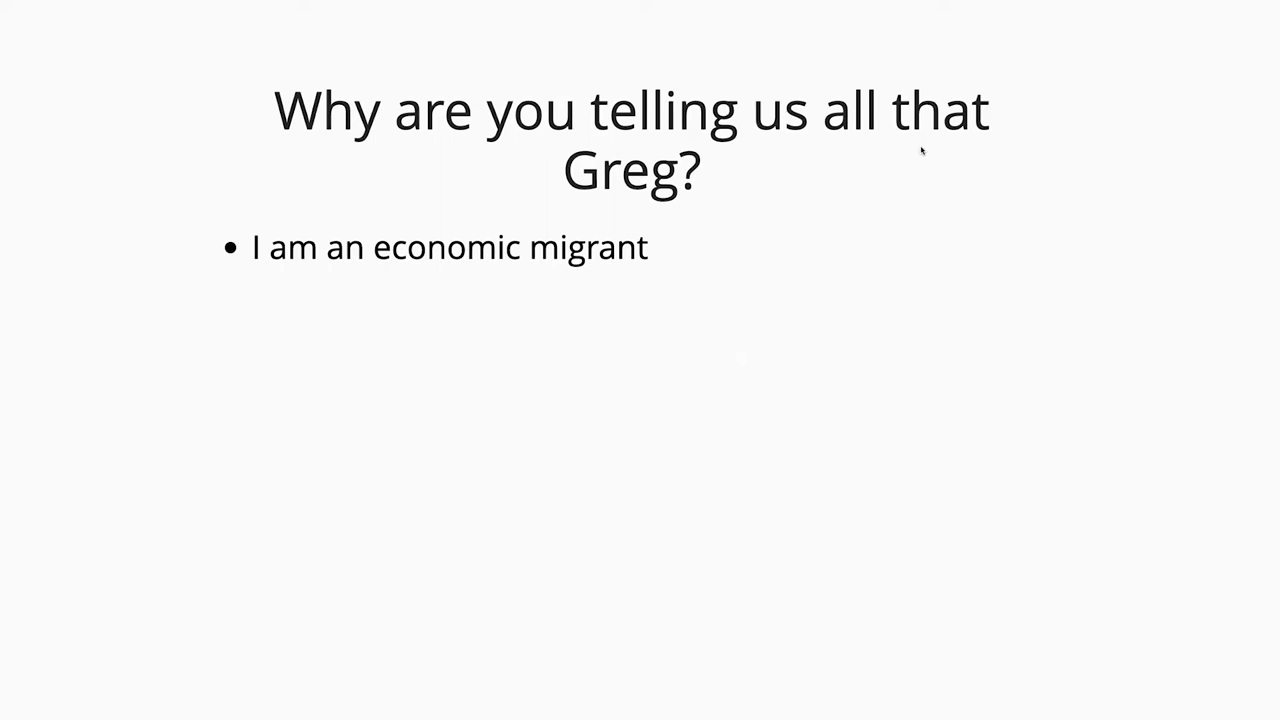 Why are you telling us all that
Greg?
• I am an economic migrant